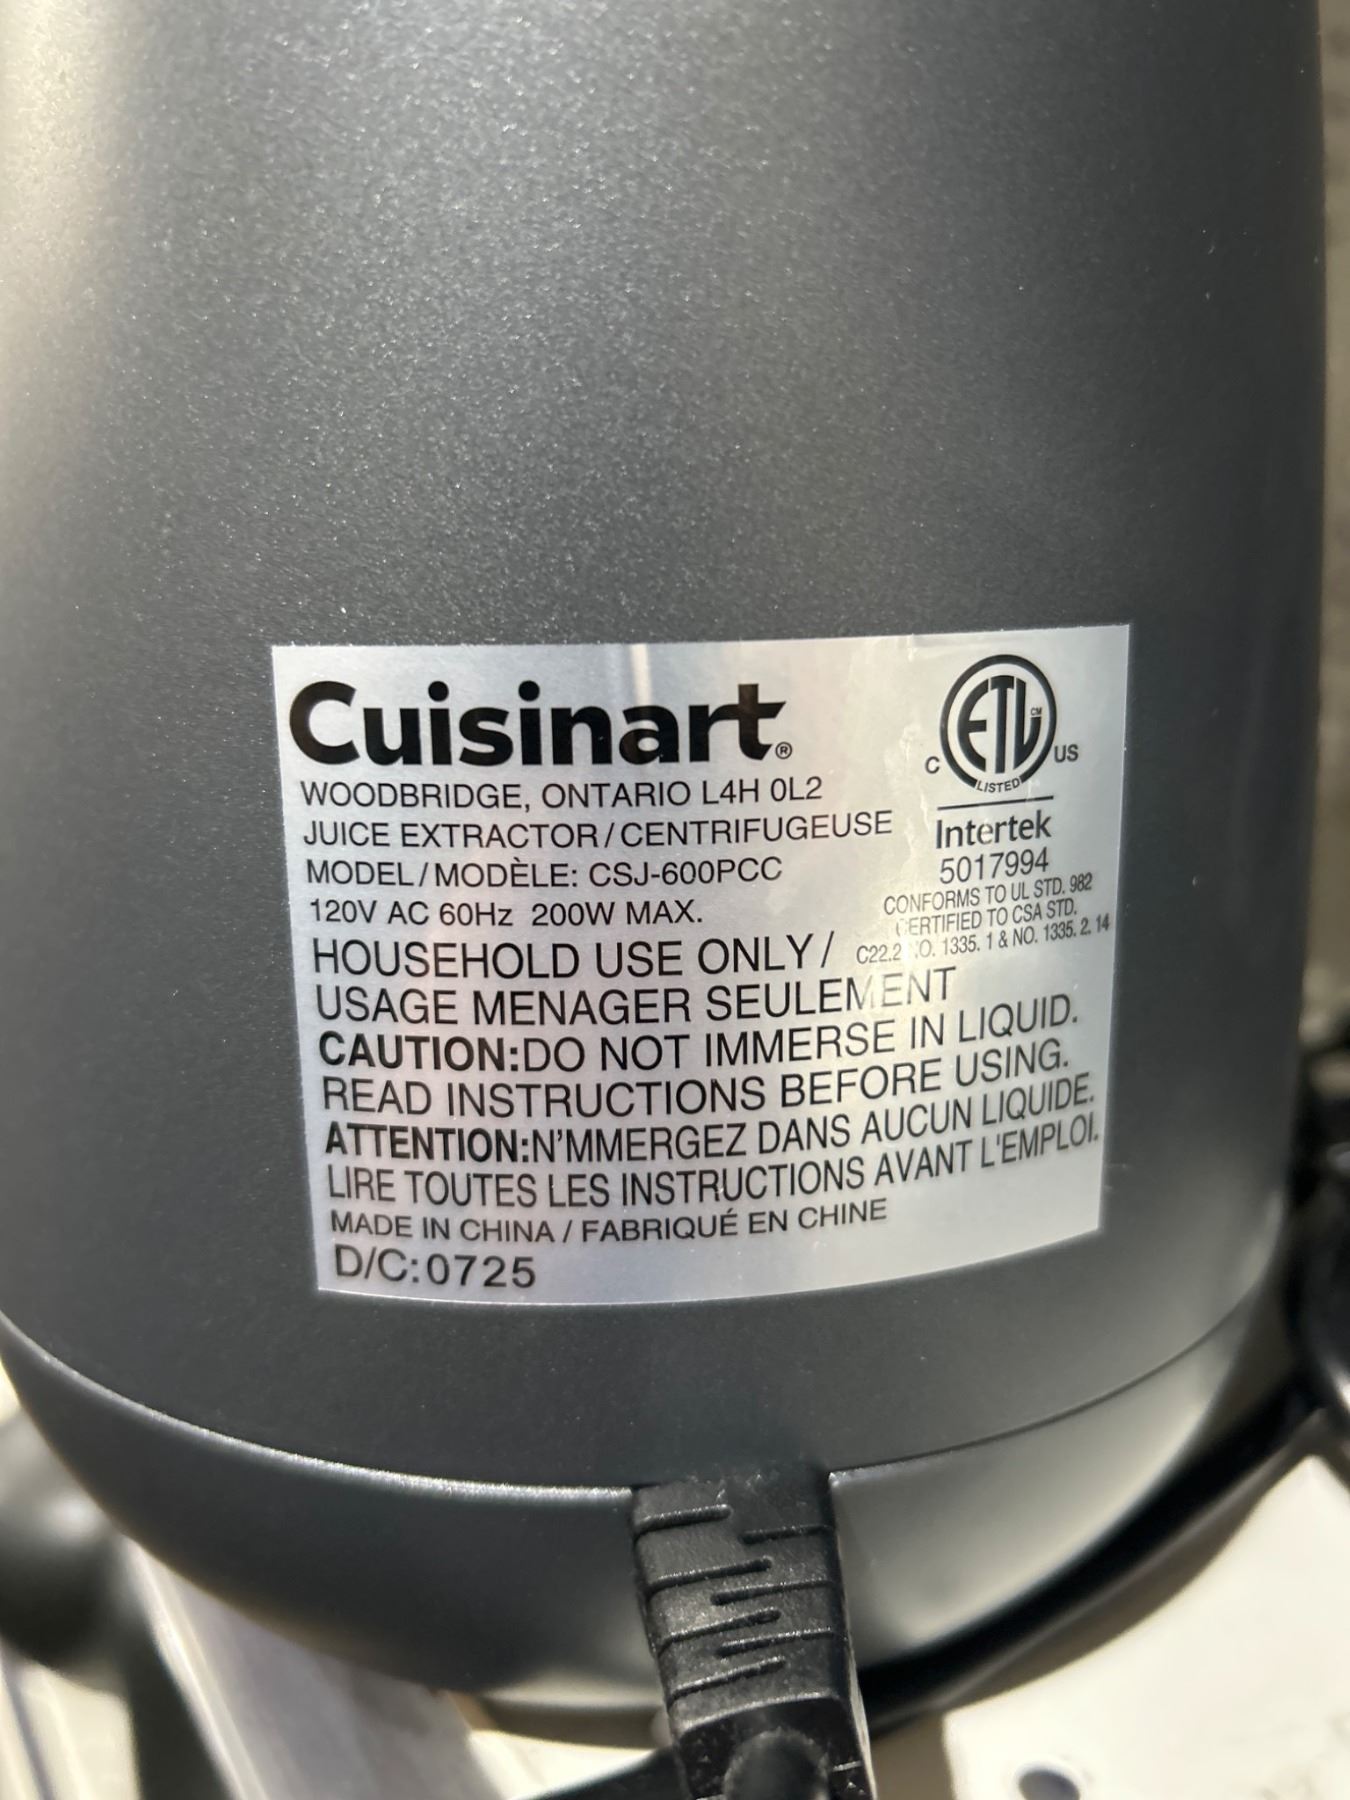 Cuisinart®
WOODBRIDGE, ONTARIO L4H 0L2
JUICE EXTRACTOR/CENTRIFUGEUSE
MODEL/MODÈLE: CSJ-600PCC
120V AC 60Hz 200W MAX.
C ETL CM US
LISTED
Intertek
5017994
CONFORMS TO UL STD. 982
CERTIFIED TO CSA STD.
C22.2 NO. 1335. 1 & NO. 1335. 2. 14
HOUSEHOLD USE ONLY/
USAGE MENAGER SEULEMENT
CAUTION:DO NOT IMMERSE IN LIQUID.
READ INSTRUCTIONS BEFORE USING.
ATTENTION:N'MMERGEZ DANS AUCUN LIQUIDE.
LIRE TOUTES LES INSTRUCTIONS AVANT L'EMPLOI.
MADE IN CHINA / FABRIQUÉ EN CHINE
D/C:0725